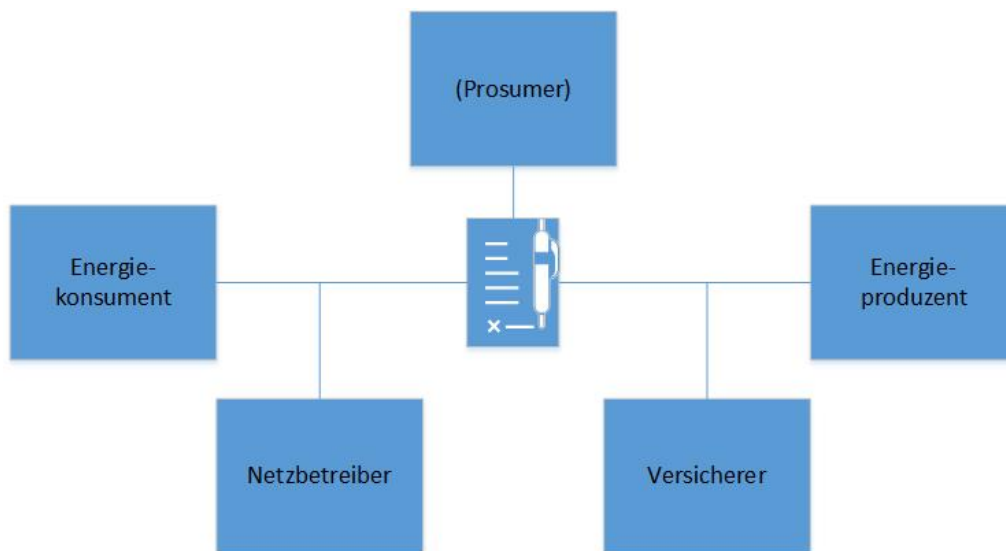 (Prosumer)
Energie-
konsument
Energie-
produzent
Netzbetreiber
Versicherer